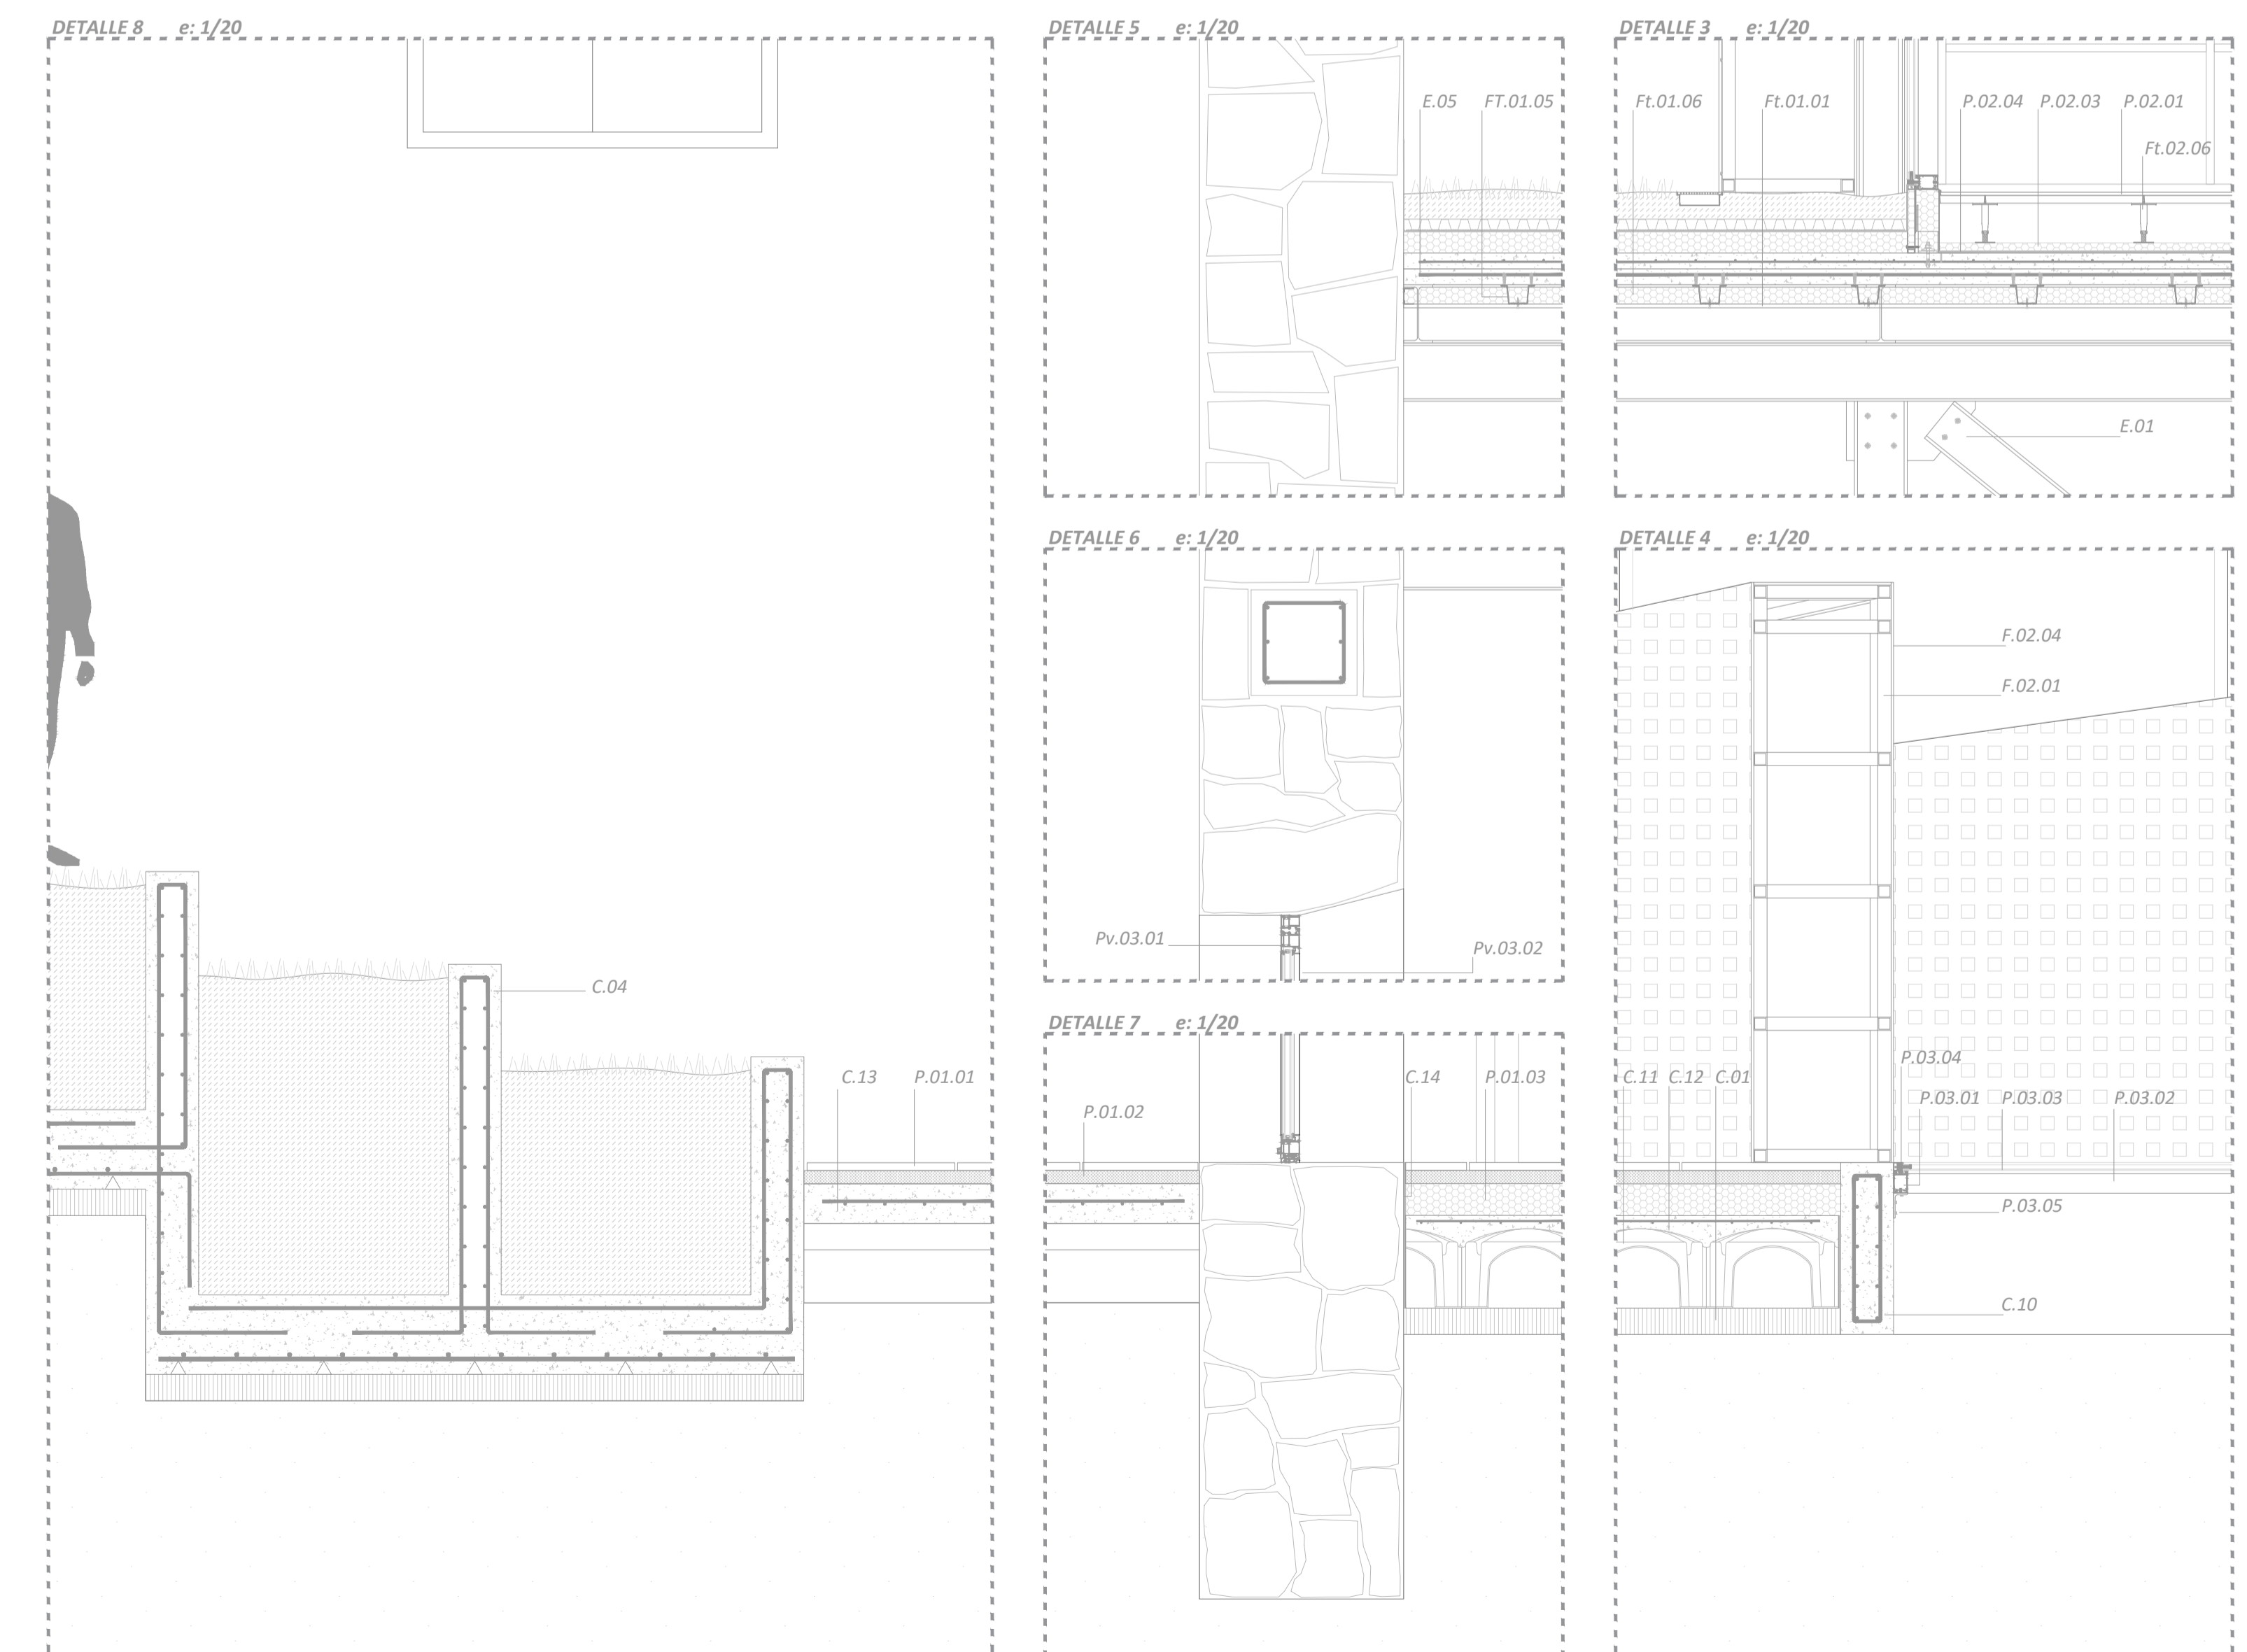 DETALLE 8 e: 1/20
C.04
C.13 P.01.01
DETALLE 5 e: 1/20
E.05 FT.01.05
DETALLE 3 e: 1/20
Ft.01.06 Ft.01.01 P.02.04 P.02.03 P.02.01
Ft.02.06
E.01
DETALLE 6 e: 1/20
Pv.03.01
Pv.03.02
DETALLE 4 e: 1/20
F.02.04
F.02.01
P.03.04
C.11 C.12 C.01
P.03.01 P.03.03 P.03.02
P.03.05
C.10
DETALLE 7 e: 1/20
C.14 P.01.03
P.01.02